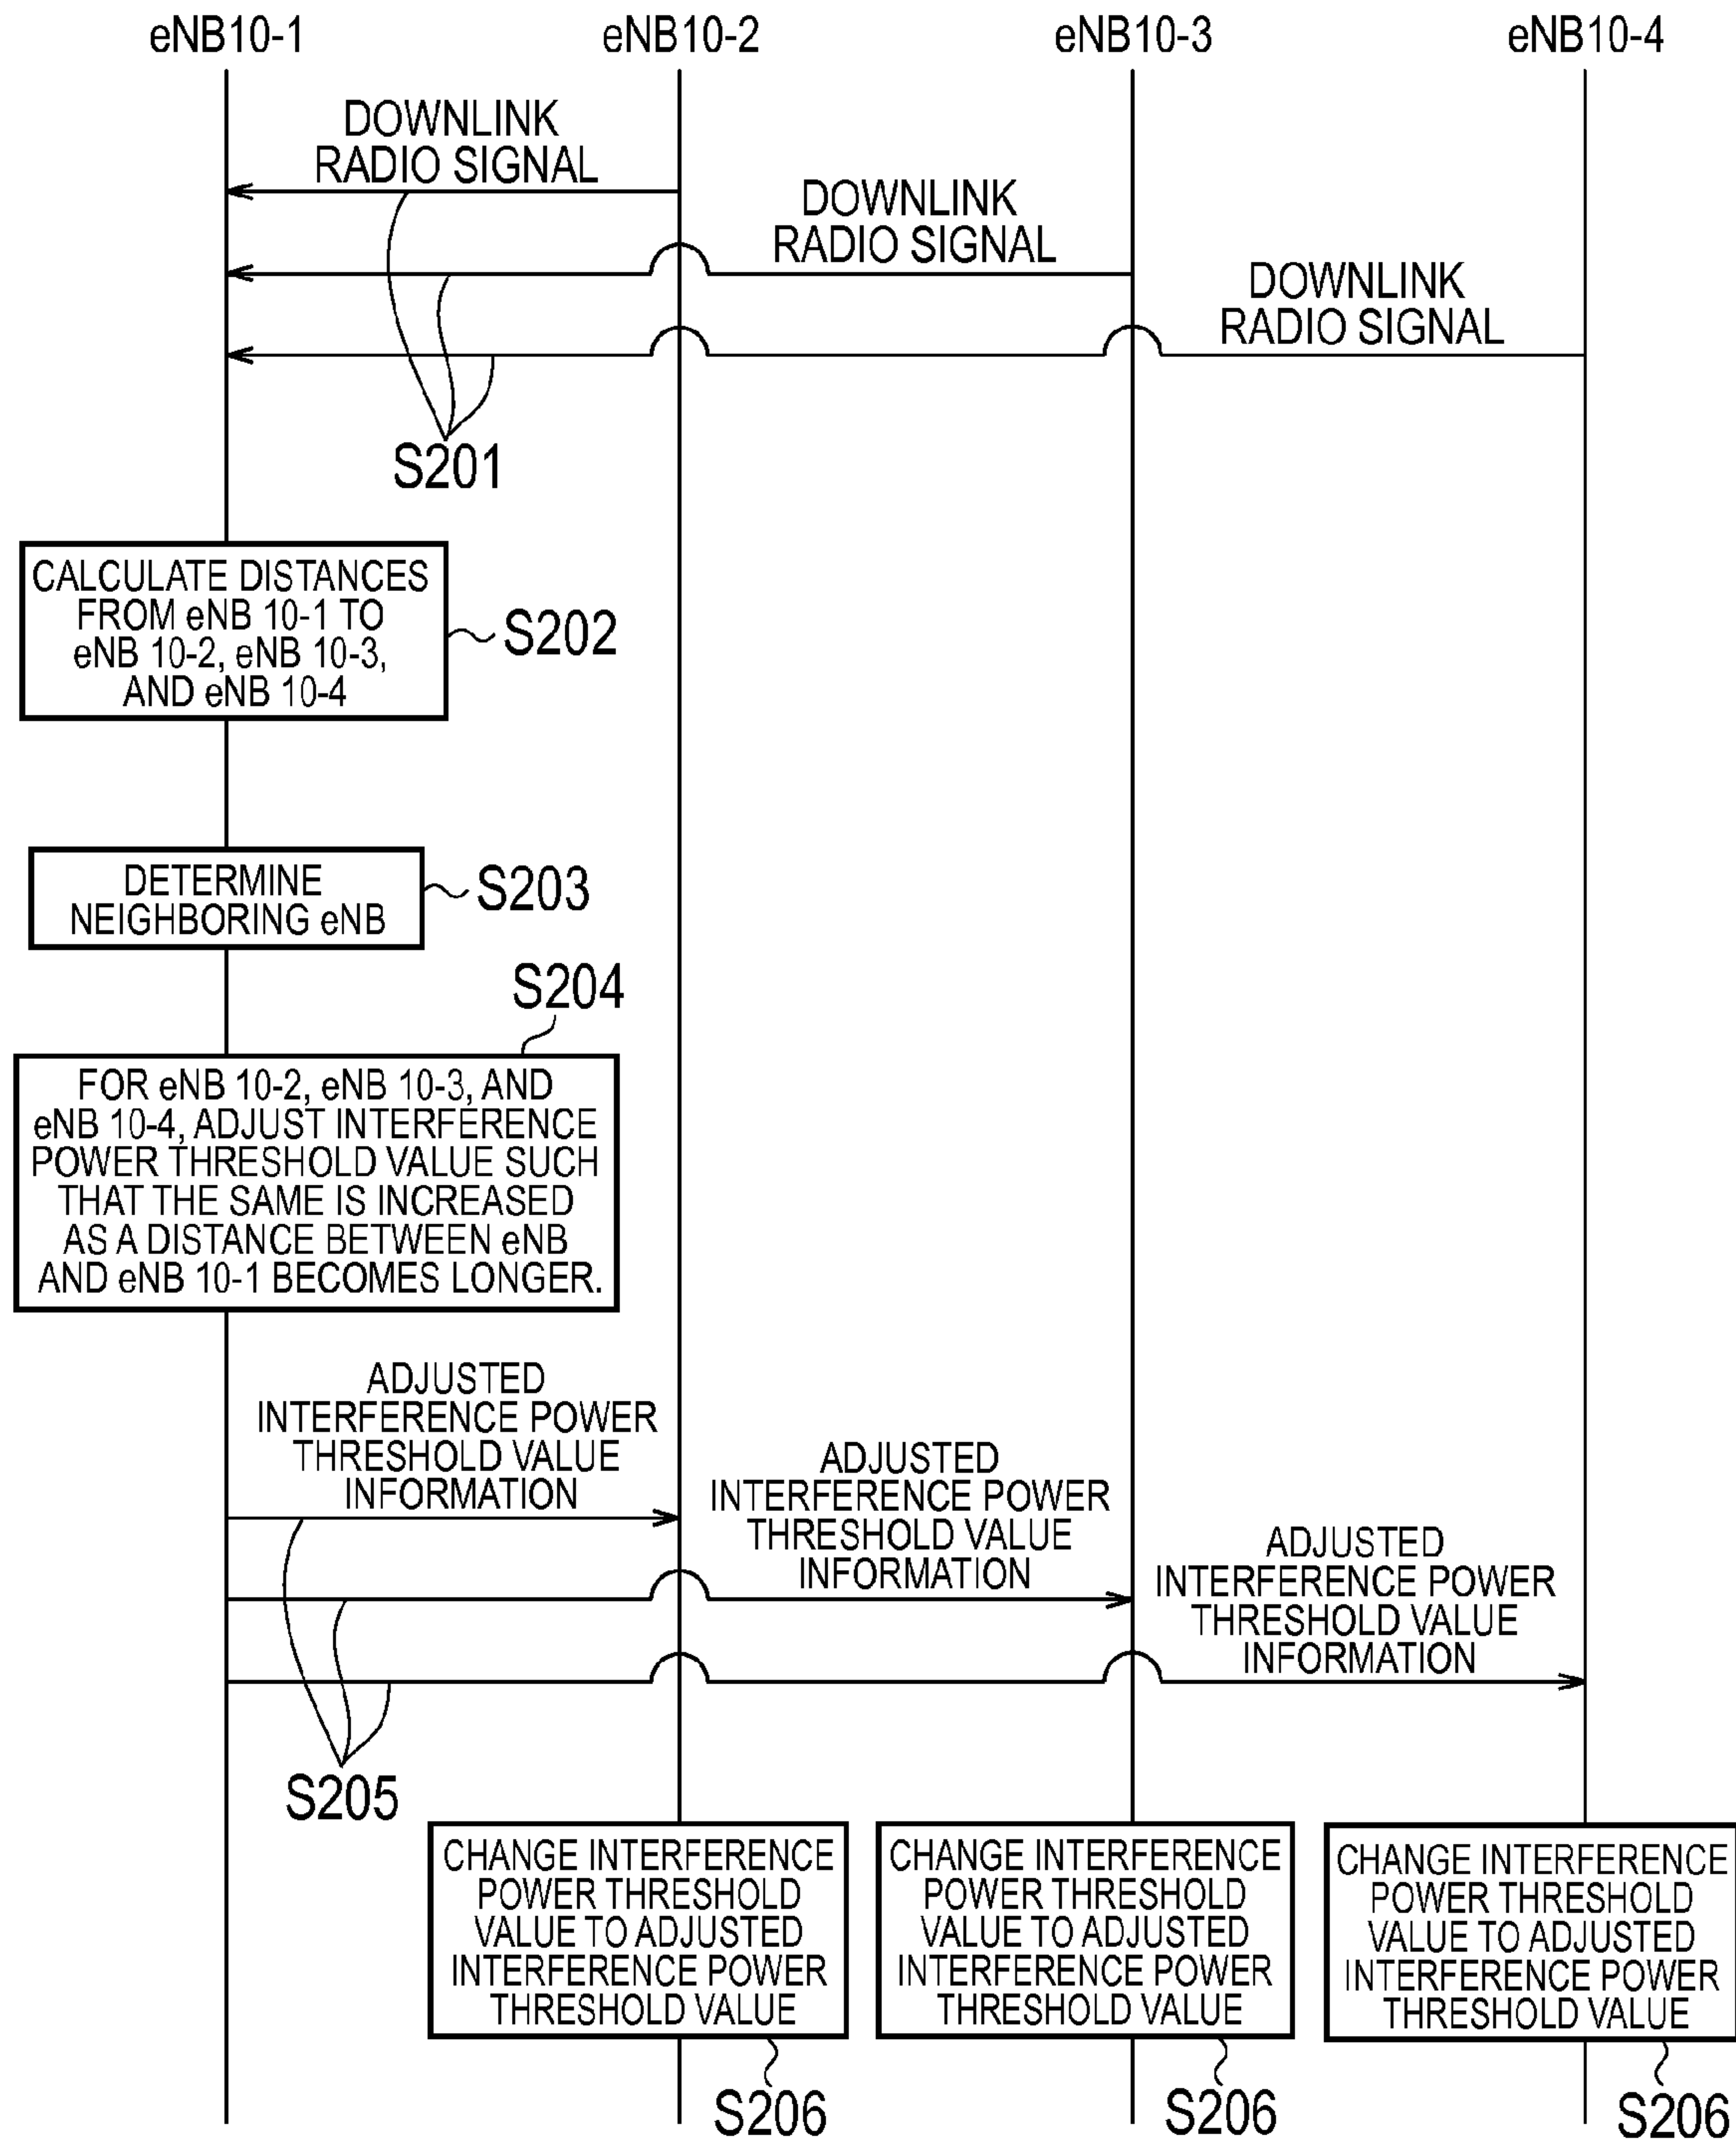 eNB10-1
eNB10-2
eNB10-3
eNB10-4
DOWNLINK
RADIO SIGNAL
DOWNLINK
RADIO SIGNAL
DOWNLINK
RADIO SIGNAL
S201
CALCULATE DISTANCES
FROM eNB 10-1 TO
eNB 10-2, eNB 10-3,
AND eNB 10-4
S202
DETERMINE
NEIGHBORING eNB
S203
S204
FOR eNB 10-2, eNB 10-3, AND
eNB 10-4, ADJUST INTERFERENCE
POWER THRESHOLD VALUE SUCH
THAT THE SAME IS INCREASED
AS A DISTANCE BETWEEN eNB
AND eNB 10-1 BECOMES LONGER.
ADJUSTED
INTERFERENCE POWER
THRESHOLD VALUE
INFORMATION
ADJUSTED
INTERFERENCE POWER
THRESHOLD VALUE
INFORMATION
ADJUSTED
INTERFERENCE POWER
THRESHOLD VALUE
INFORMATION
S205
CHANGE INTERFERENCE
POWER THRESHOLD
VALUE TO ADJUSTED
INTERFERENCE POWER
THRESHOLD VALUE
CHANGE INTERFERENCE
POWER THRESHOLD
VALUE TO ADJUSTED
INTERFERENCE POWER
THRESHOLD VALUE
CHANGE INTERFERENCE
POWER THRESHOLD
VALUE TO ADJUSTED
INTERFERENCE POWER
THRESHOLD VALUE
S206
S206
S206